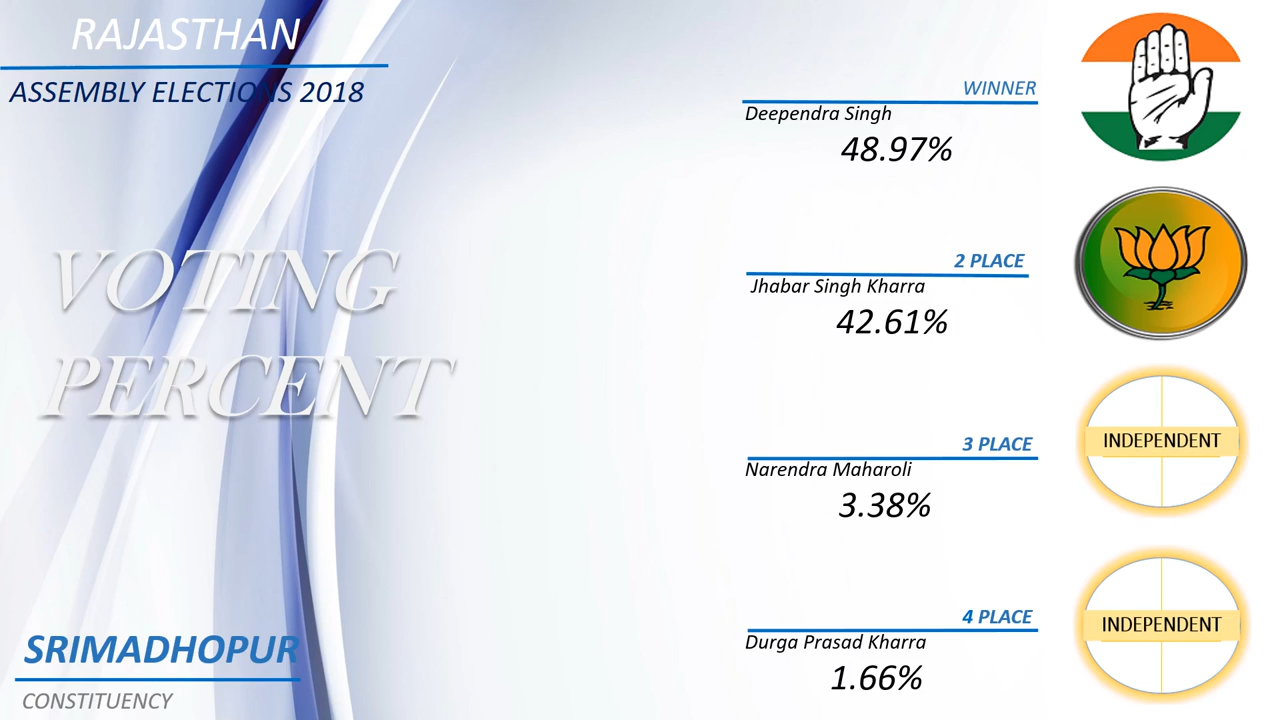 RAJASTHAN
ASSEMBLY ELECTIONS 2018
VOTING
PERCENT
SRIMADHOPUR
CONSTITUENCY
WINNER
Deependra Singh
48.97%
2 PLACE
Jhabar Singh Kharra
42.61%
3 PLACE
Narendra Maharoli
3.38%
INDEPENDENT
4 PLACE
Durga Prasad Kharra
1.66%
INDEPENDENT